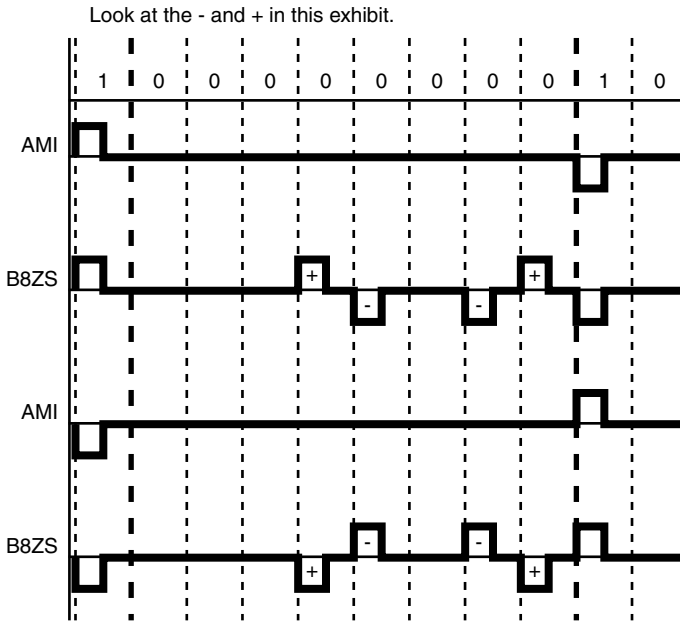 Look at the - and + in this exhibit.
1 0 0 0 0 0 0 0 0 1 0
AMI
+ +
B8ZS
- -
AMI
- -
B8ZS
+ +